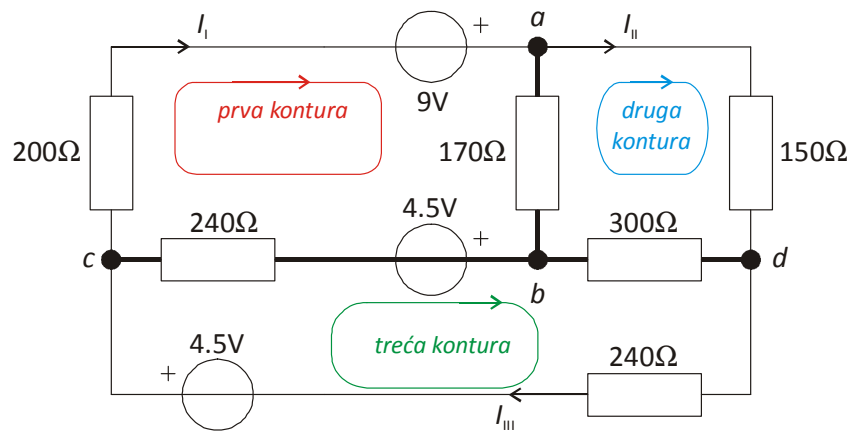 I_I
+
a
I_II
9V
prva kontura
druga
kontura
200Ω
170Ω
150Ω
240Ω
4.5V
+
300Ω
c
b
d
4.5V
+
treća kontura
240Ω
I_III